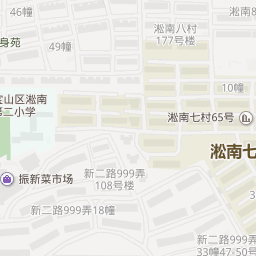 46幢
淞南八村
177号楼
淞南8
身苑
49幢
10幢
宝山区淞南
第二小学
淞南七村65号
淞南七
新二路999弄
108号楼
振新菜市场
新二路999弄18幢
新二路999弄
33幢47-50号